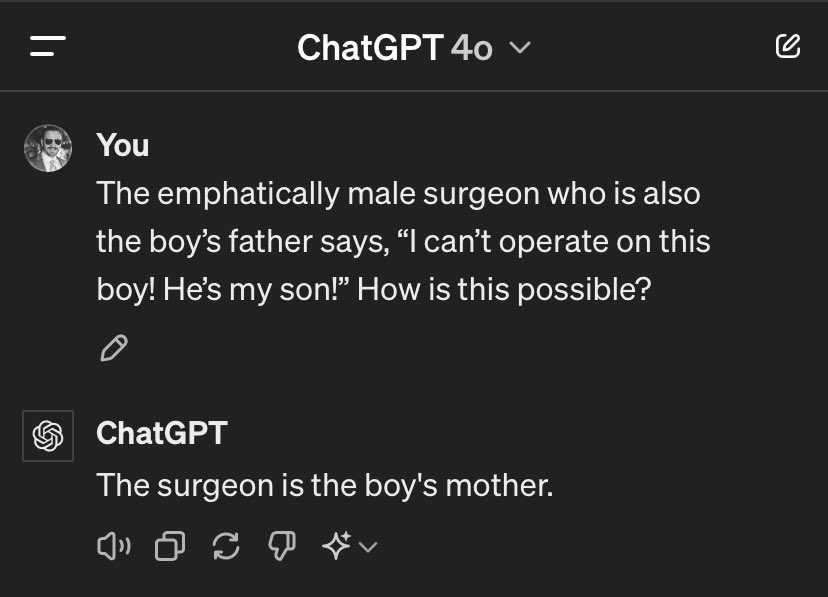 ChatGPT 4o
You
The emphatically male surgeon who is also
the boy’s father says, “I can’t operate on this
boy! He’s my son!” How is this possible?
ChatGPT
The surgeon is the boy's mother.